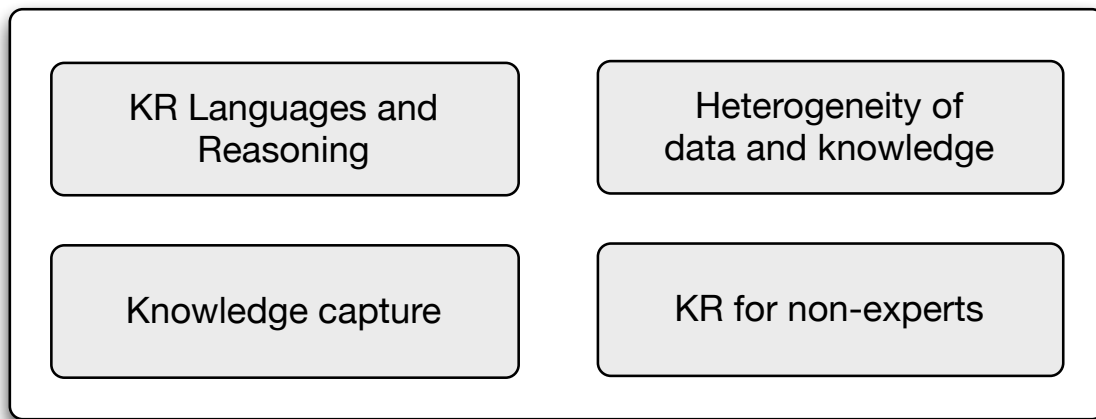 KR Languages and
Reasoning
Heterogeneity of
data and knowledge
Knowledge capture
KR for non-experts